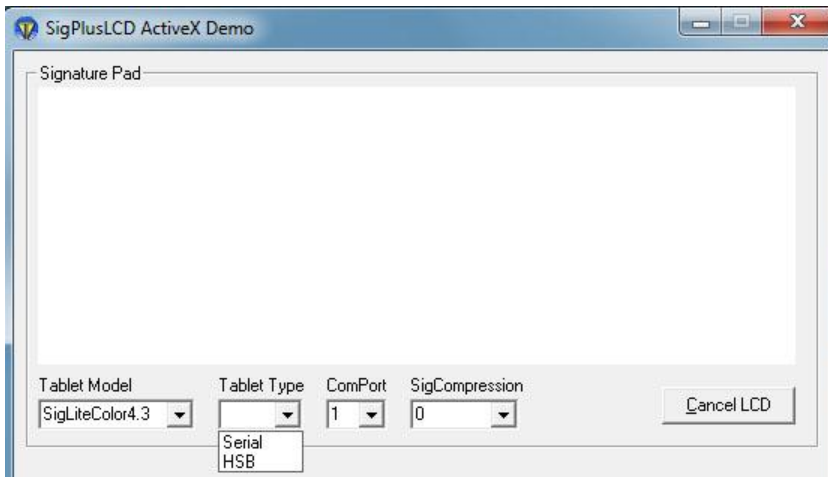 SigPlusLCD ActiveX Demo
Signature Pad
Tablet Model Tablet Type ComPort SigCompression
SigLiteColor4.3 1 0 Cancel LCD
Serial
HSB